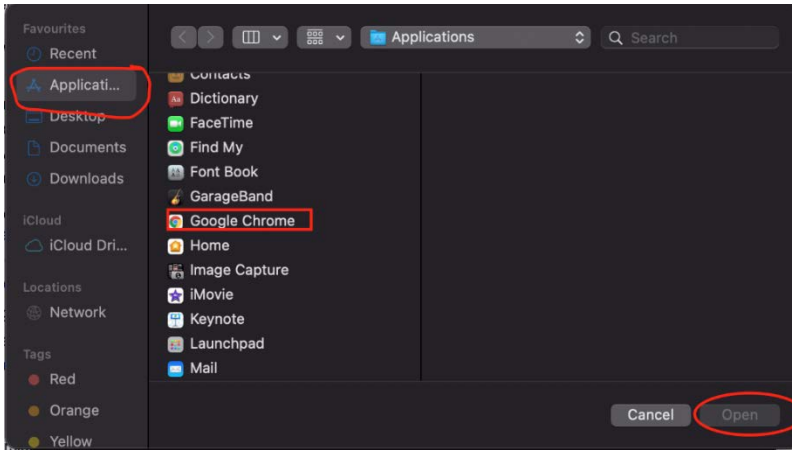 Favourites
Recent
Applicati...
Desktop
Documents
Downloads
iCloud
iCloud Dri...
Locations
Network
Tags
Red
Orange
Yellow
Applications
Search
Contacts
Aa
Dictionary
FaceTime
Find My
Font Book
GarageBand
Google Chrome
Home
Image Capture
iMovie
Keynote
Launchpad
Mail
Cancel
Open